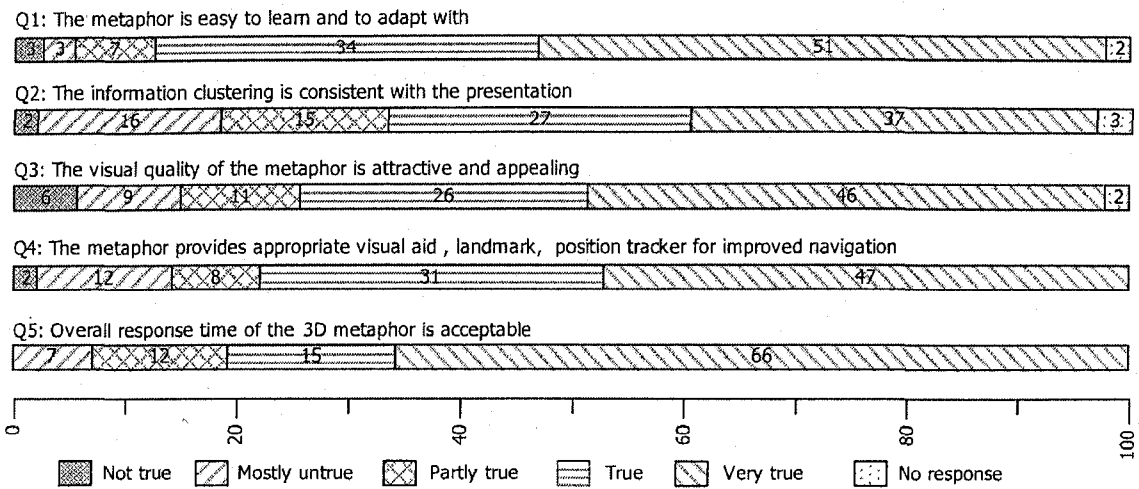 Q1: The metaphor is easy to learn and to adapt with
3 3 7 34 51 2
Q2: The information clustering is consistent with the presentation
2 16 15 27 37 3
Q3: The visual quality of the metaphor is attractive and appealing
6 9 11 26 46 2
Q4: The metaphor provides appropriate visual aid , landmark, position tracker for improved navigation
2 12 8 31 47
Q5: Overall response time of the 3D metaphor is acceptable
7 12 15 66
0 20 40 60 80 100
Not true Mostly untrue Partly true True Very true No response